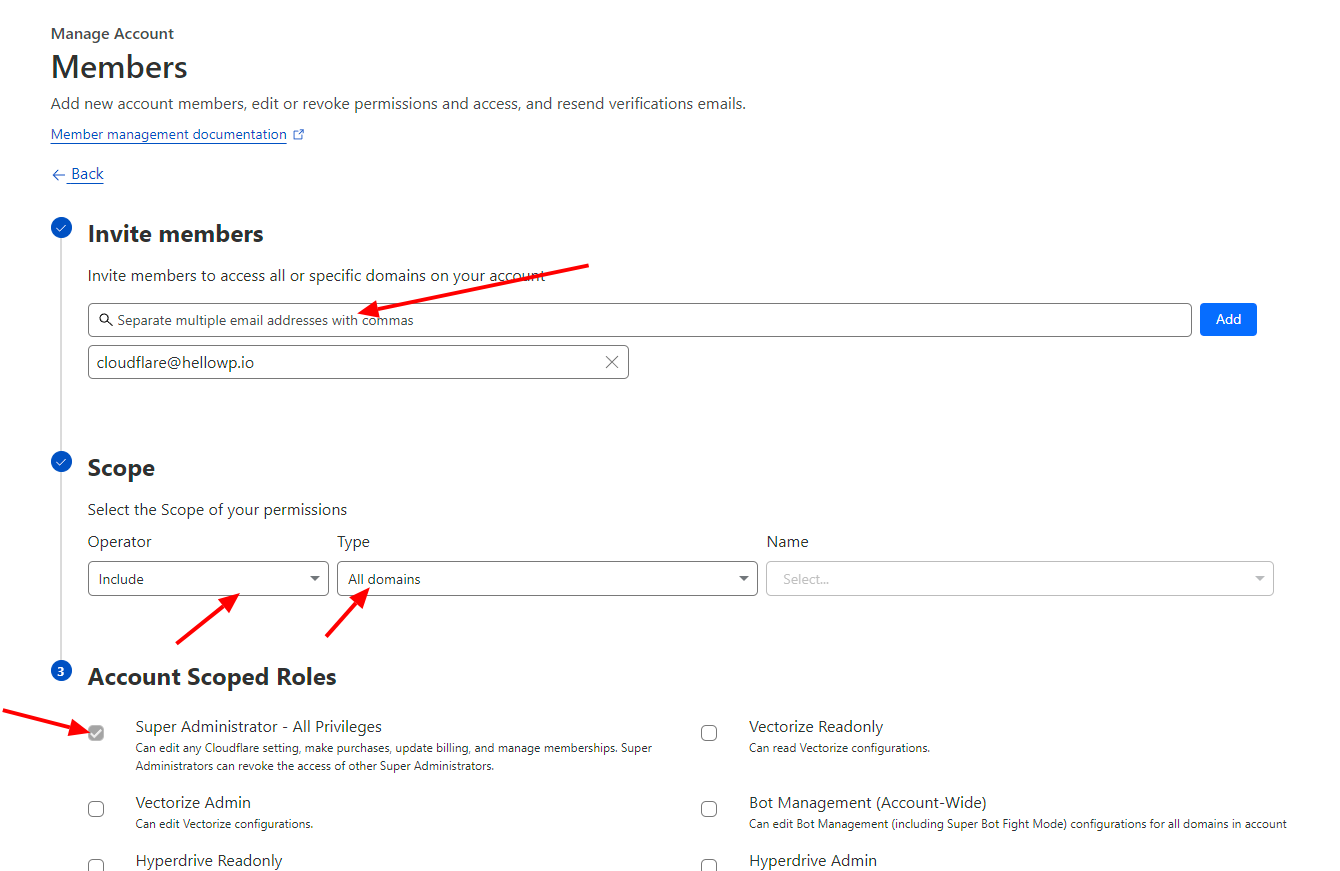 Manage Account
Members
Add new account members, edit or revoke permissions and access, and resend verifications emails.
Member management documentation
Back
Invite members
Invite members to access all or specific domains on your account
Separate multiple email addresses with commas
Add
cloudflare@hellowp.io
Scope
Select the Scope of your permissions
Operator
Type
Name
Include
All domains
Select...
3
Account Scoped Roles
Super Administrator - All Privileges
Can edit any Cloudflare setting, make purchases, update billing, and manage memberships. Super
Administrators can revoke the access of other Super Administrators.
Vectorize Readonly
Can read Vectorize configurations.
Vectorize Admin
Can edit Vectorize configurations.
Bot Management (Account-Wide)
Can edit Bot Management (including Super Bot Fight Mode) configurations for all domains in account
Hyperdrive Readonly
Hyperdrive Admin